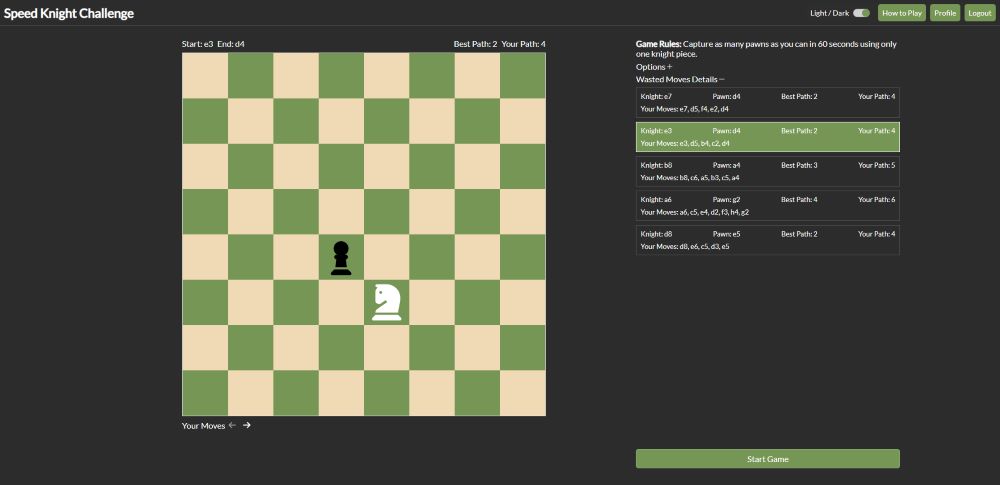 Speed Knight Challenge
Light / Dark How to Play Profile Logout
Start: e3 End: d4 Best Path: 2 Your Path: 4
Game Rules: Capture as many pawns as you can in 60 seconds using only
one knight piece.
Options +
Wasted Moves Details −
Knight: e7 Pawn: d4 Best Path: 2 Your Path: 4
Your Moves: e7, d5, f4, e2, d4
Knight: e3 Pawn: d4 Best Path: 2 Your Path: 4
Your Moves: e3, d5, b4, c2, d4
Knight: b8 Pawn: a4 Best Path: 3 Your Path: 5
Your Moves: b8, c6, a5, b3, c5, a4
Knight: a6 Pawn: g2 Best Path: 4 Your Path: 6
Your Moves: a6, c5, e4, d2, f3, h4, g2
Knight: d8 Pawn: e5 Best Path: 2 Your Path: 4
Your Moves: d8, e6, c5, d3, e5
Your Moves ← →
Start Game